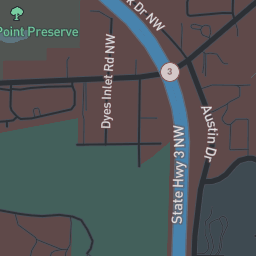 Point Preserve
k Dr NW
Dyes Inlet Rd NW
3
Austin Dr
State Hwy 3 NW